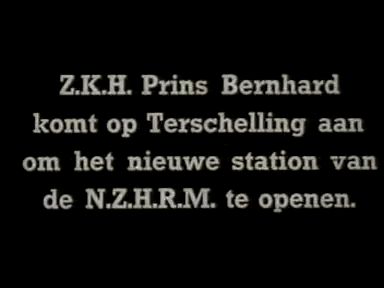 Z.K.H. Prins Bernhard
komt op Terschelling aan
om het nieuwe station van
de N.Z.H.R.M. te openen.